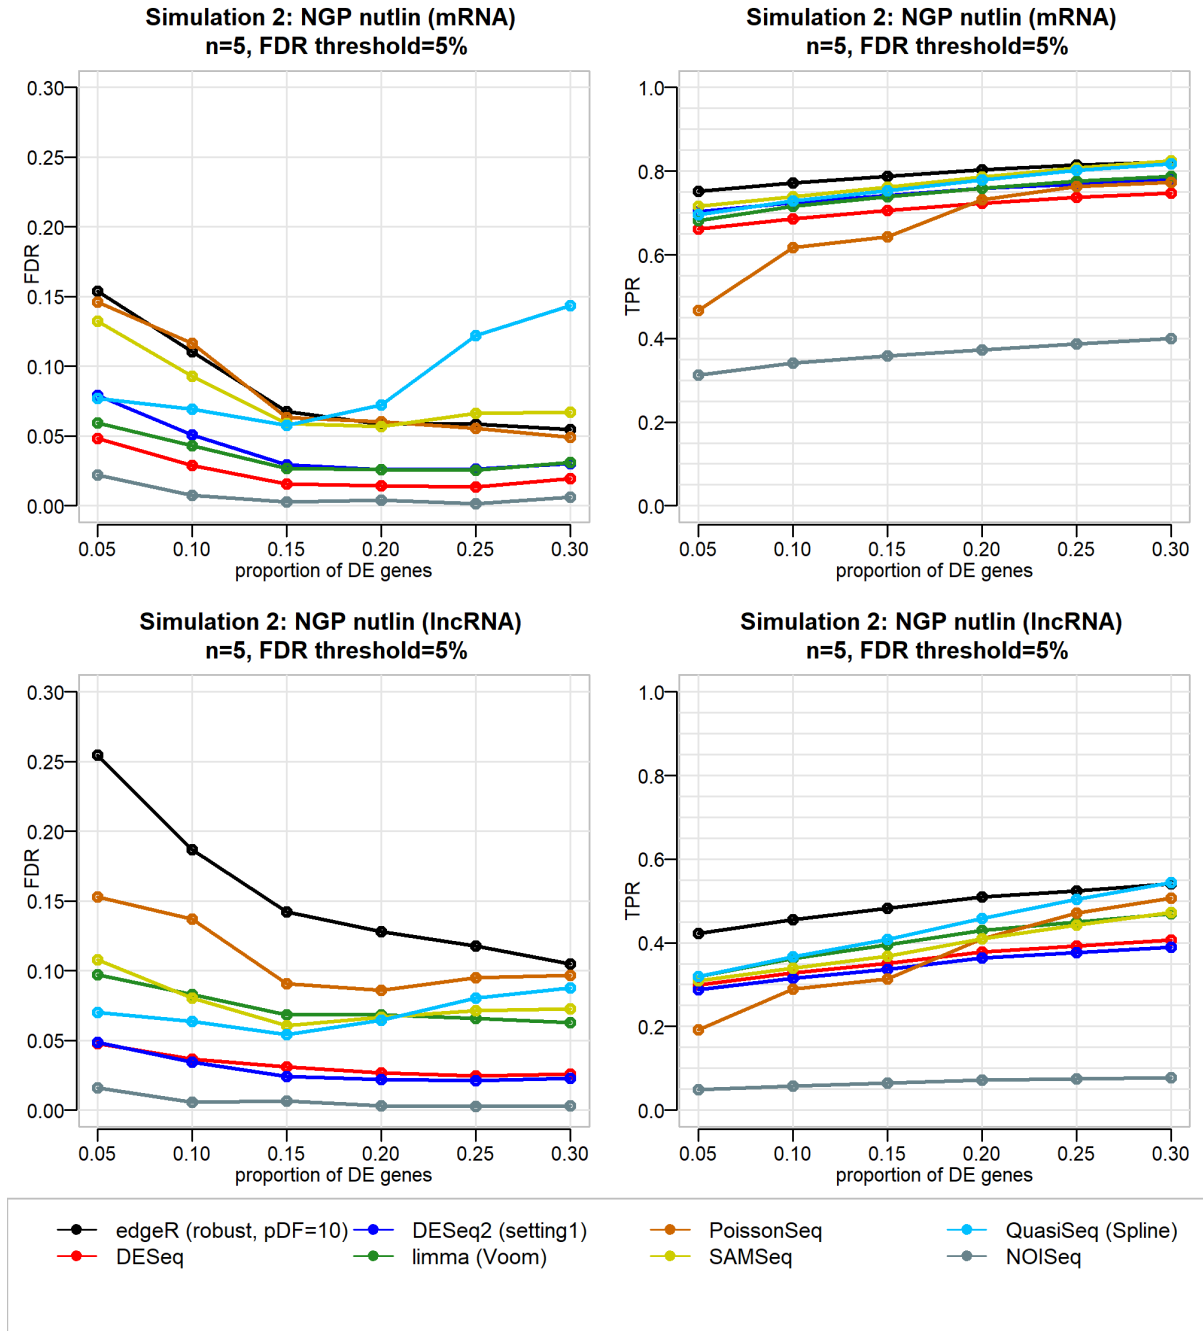 Simulation 2: NGP nutlin (mRNA)
n=5, FDR threshold=5%
0.30
0.25
0.20
0.15
0.10
0.05
0.00
FDR
0.05 0.10 0.15 0.20 0.25 0.30
proportion of DE genes
Simulation 2: NGP nutlin (mRNA)
n=5, FDR threshold=5%
1.0
0.8
0.6
0.4
0.2
0.0
TPR
0.05 0.10 0.15 0.20 0.25 0.30
proportion of DE genes
Simulation 2: NGP nutlin (lncRNA)
n=5, FDR threshold=5%
0.30
0.25
0.20
0.15
0.10
0.05
0.00
FDR
0.05 0.10 0.15 0.20 0.25 0.30
proportion of DE genes
Simulation 2: NGP nutlin (lncRNA)
n=5, FDR threshold=5%
1.0
0.8
0.6
0.4
0.2
0.0
TPR
0.05 0.10 0.15 0.20 0.25 0.30
proportion of DE genes
edgeR (robust, pDF=10) DESeq2 (setting1) PoissonSeq QuasiSeq (Spline)
DESeq limma (Voom) SAMSeq NOISeq